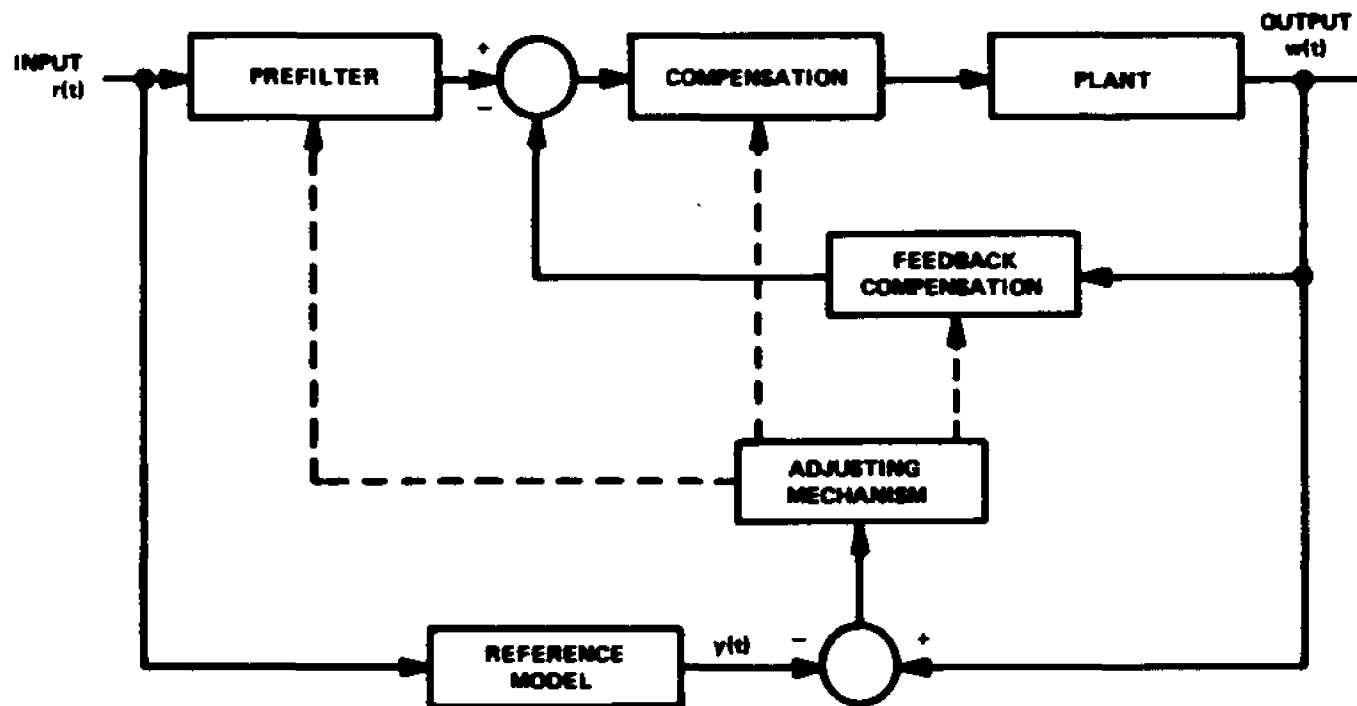 INPUT
r(t)
PREFILTER
+
−
COMPENSATION
PLANT
OUTPUT
w(t)
FEEDBACK
COMPENSATION
ADJUSTING
MECHANISM
REFERENCE
MODEL
y(t)
−
+